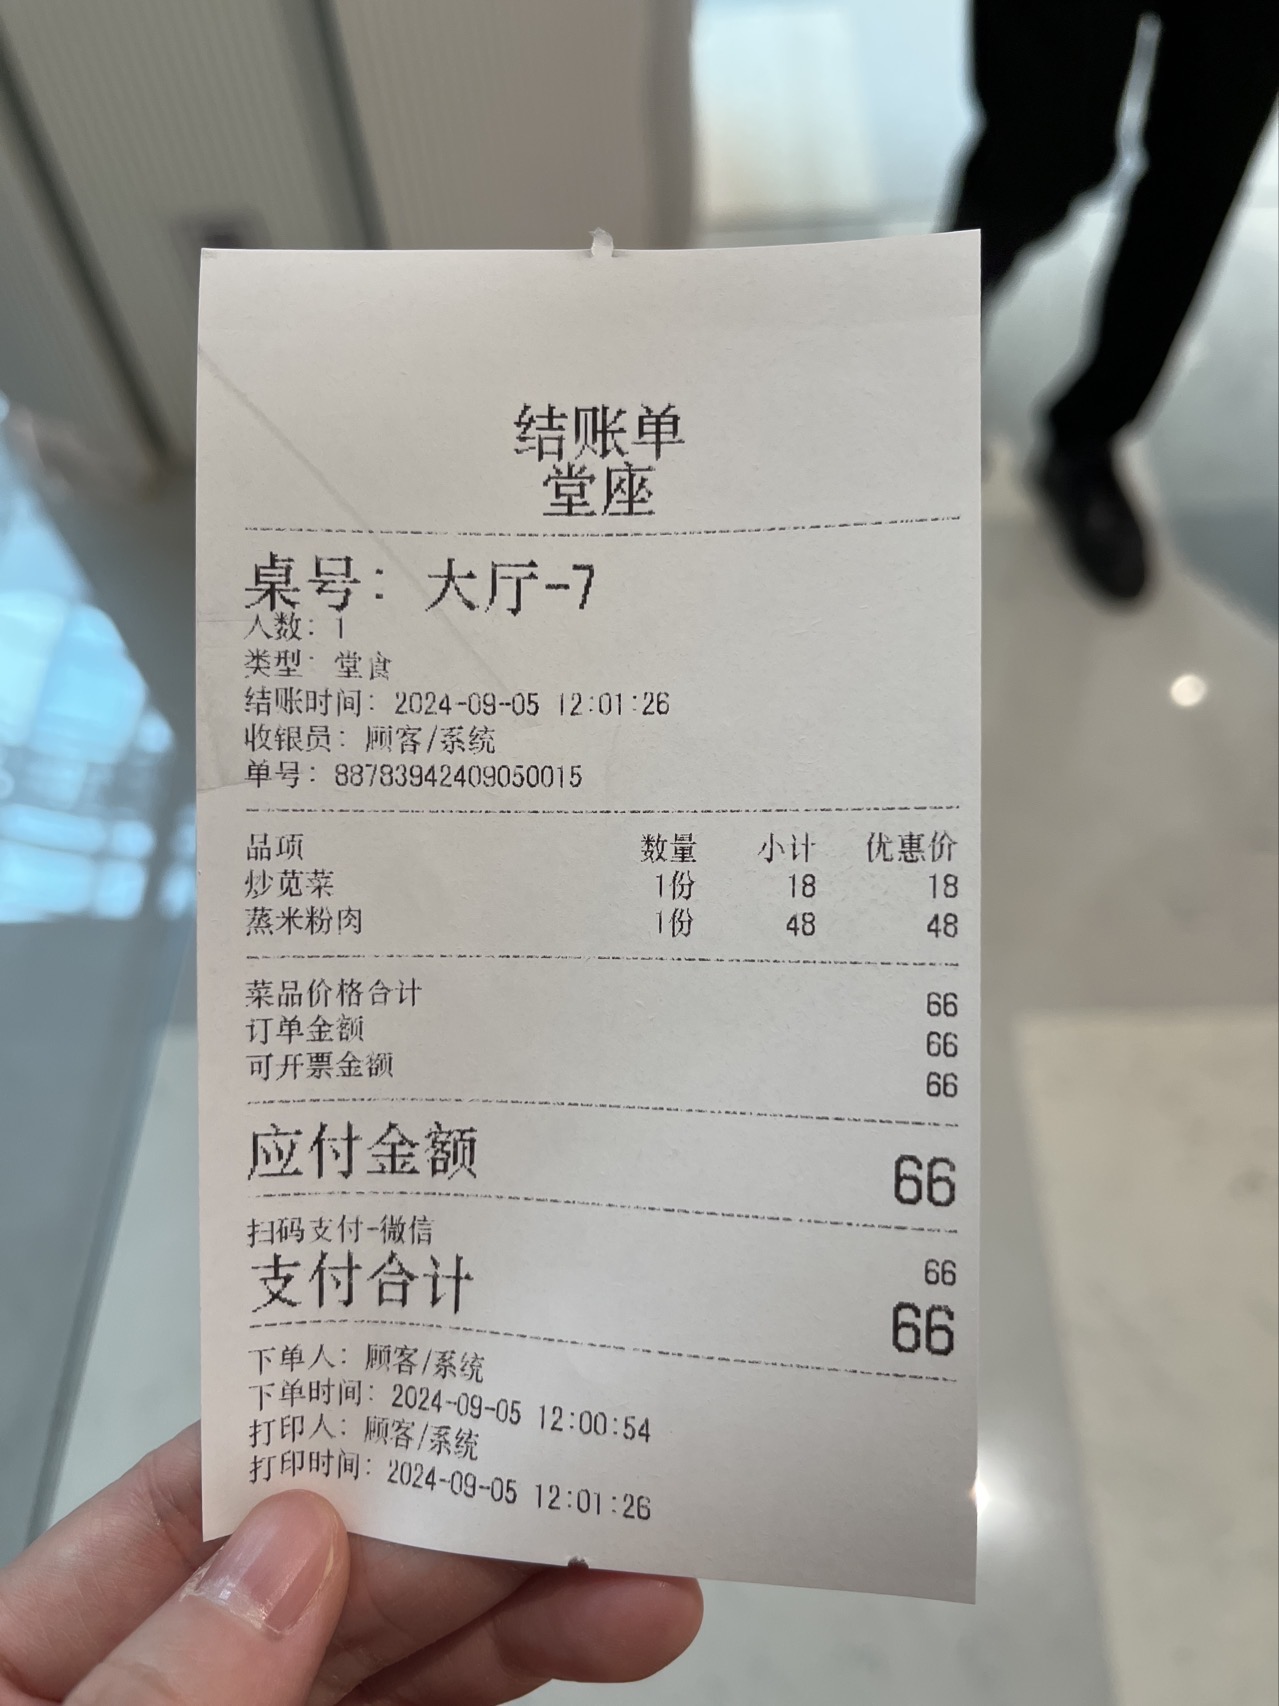 结账单
堂座
桌号: 大厅-7
人数: 1
类型: 堂食
结账时间: 2024-09-05 12:01:26
收银员: 顾客/系统
单号: 88783942409050015
品项 数量 小计 优惠价
炒苋菜 1份 18 18
蒸米粉肉 1份 48 48
菜品价格合计 66
订单金额 66
可开票金额 66
应付金额 66
扫码支付-微信 66
支付合计 66
下单人: 顾客/系统
下单时间: 2024-09-05 12:00:54
打印人: 顾客/系统
打印时间: 2024-09-05 12:01:26